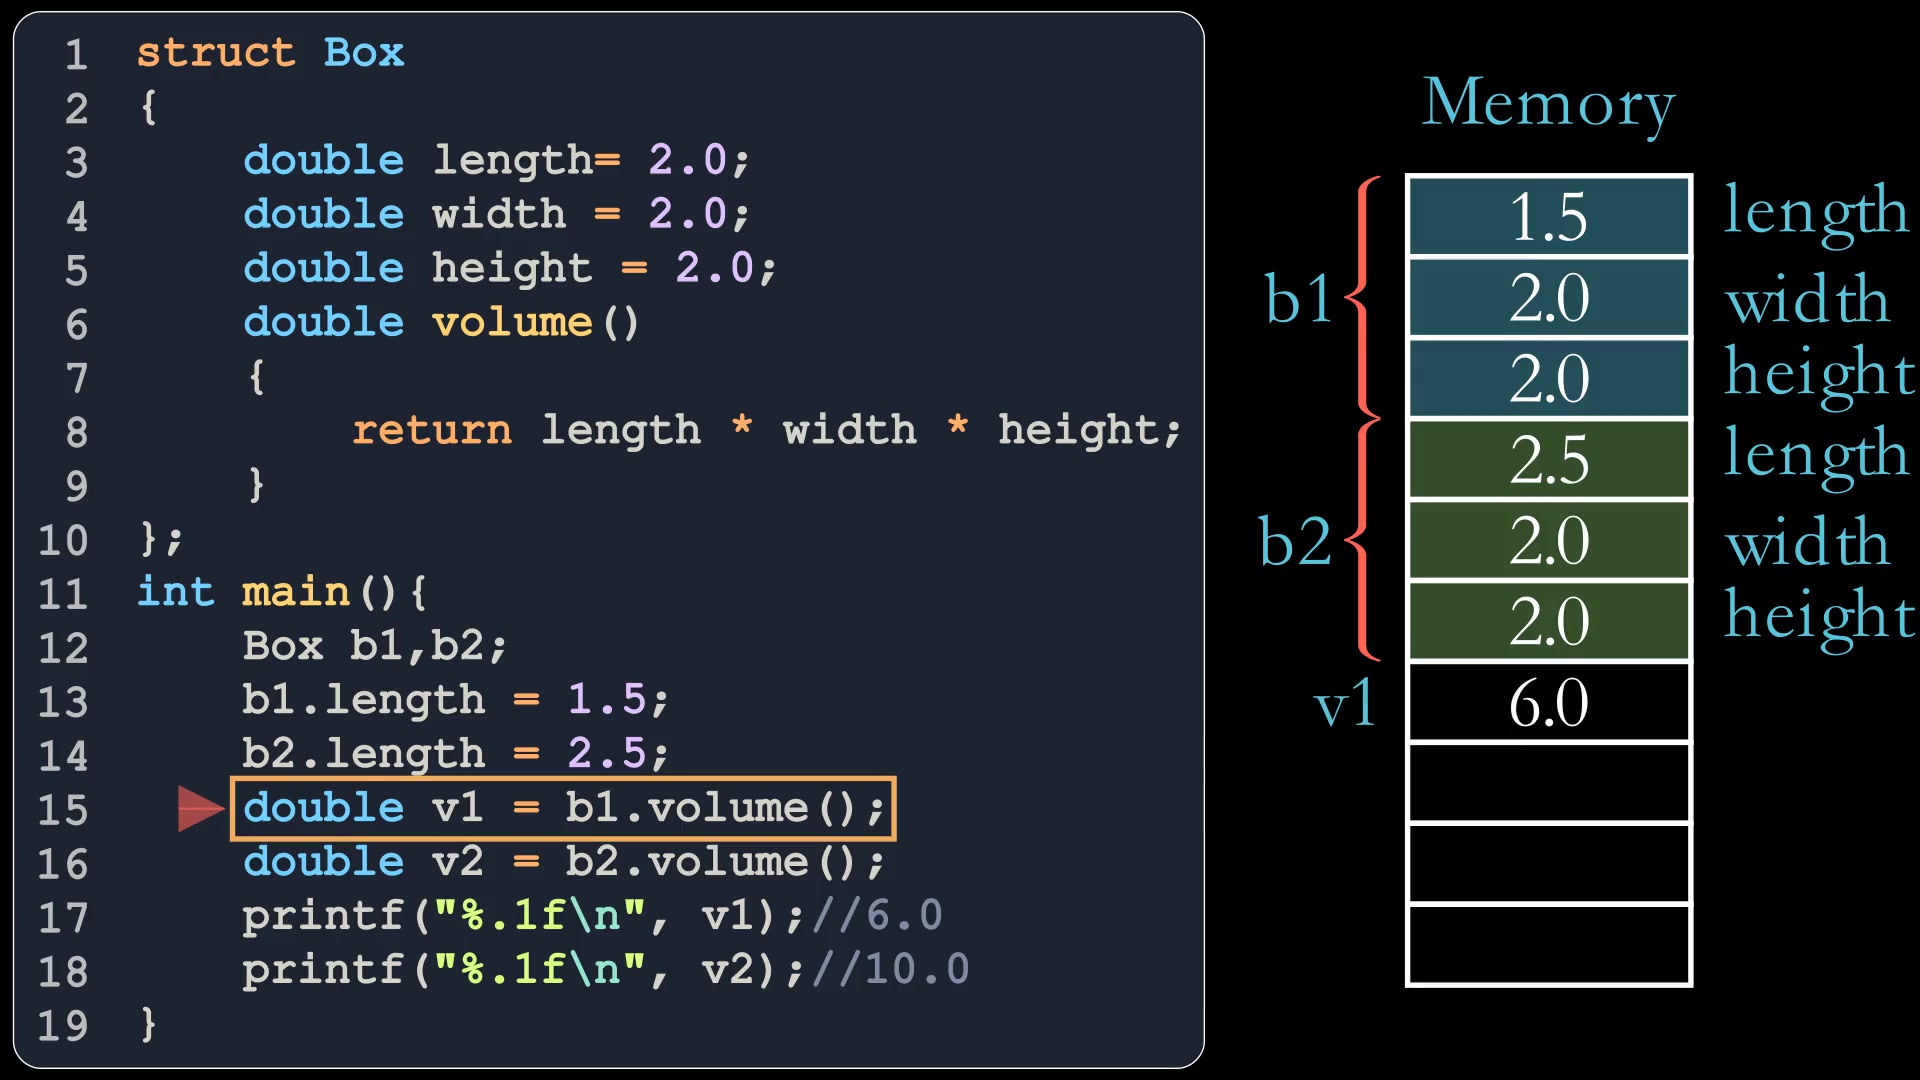 1 struct Box
2 {
3 double length= 2.0;
4 double width = 2.0;
5 double height = 2.0;
6 double volume()
7 {
8 return length * width * height;
9 }
10 };
11 int main(){
12 Box b1,b2;
13 b1.length = 1.5;
14 b2.length = 2.5;
15 double v1 = b1.volume();
16 double v2 = b2.volume();
17 printf("%.1f\n", v1);//6.0
18 printf("%.1f\n", v2);//10.0
19 }
Memory
1.5 length
b1 2.0 width
2.0 height
2.5 length
b2 2.0 width
2.0 height
v1 6.0